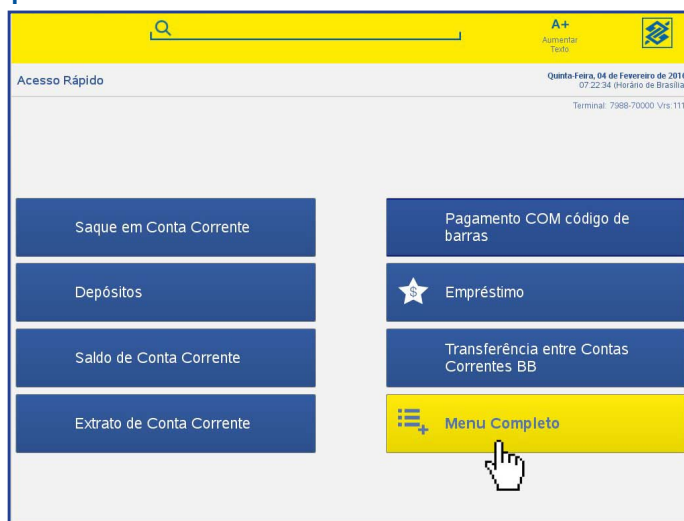 A+
Aumentar
Texto
Acesso Rápido
Quinta-Feira, 04 de Fevereiro de 2016
07:22:34 (Horário de Brasília
Terminal: 7988-70000 Vrs:111
Saque em Conta Corrente
Pagamento COM código de
barras
Depósitos
$ Empréstimo
Saldo de Conta Corrente
Transferência entre Contas
Correntes BB
Extrato de Conta Corrente
Menu Completo